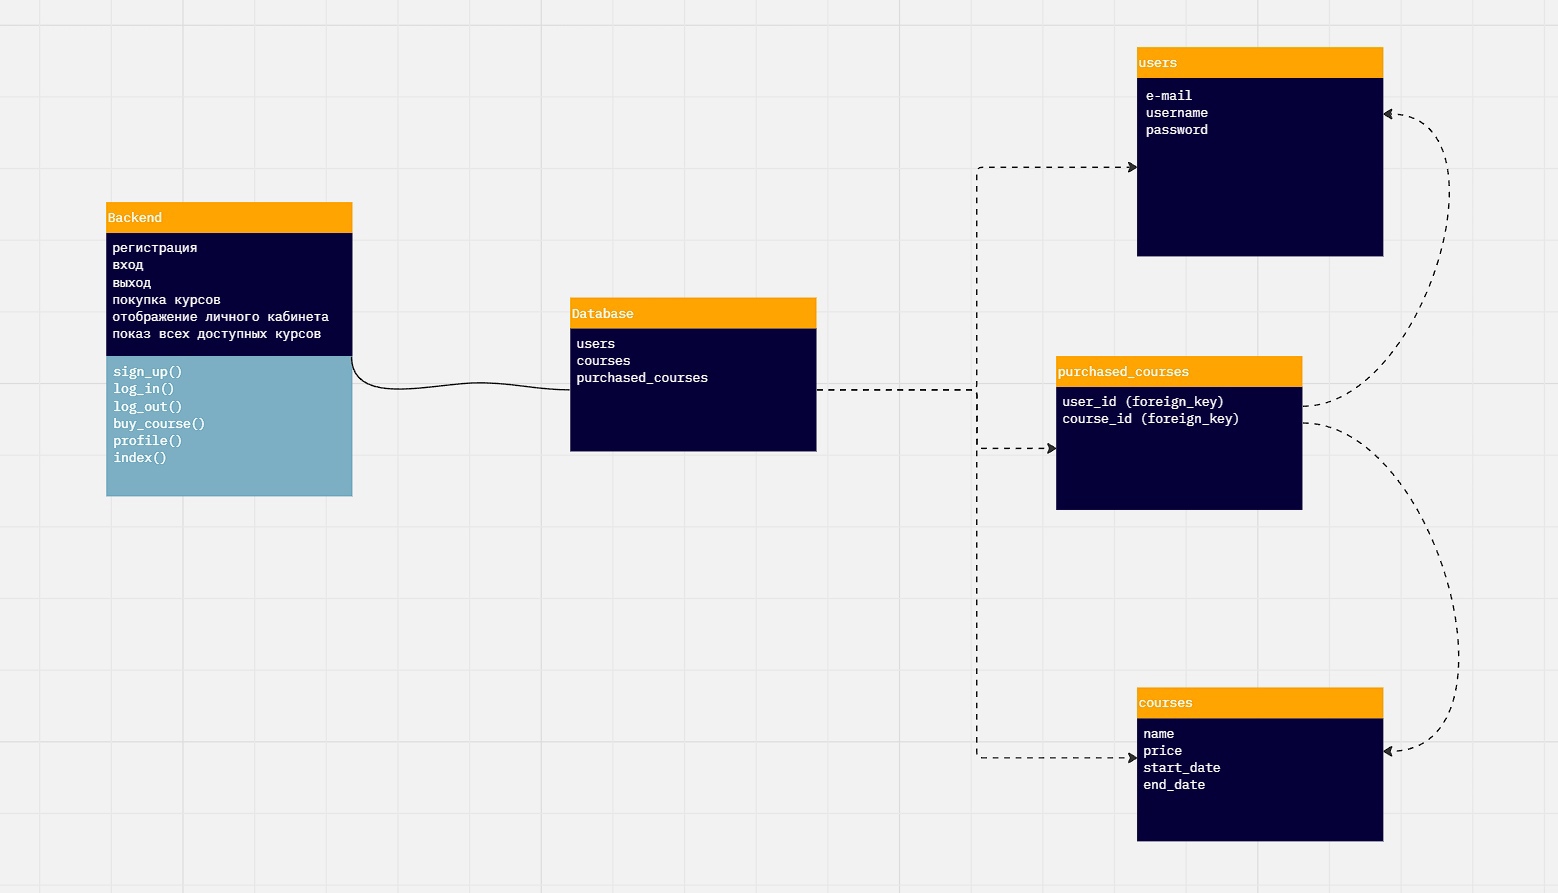 Backend
регистрация
вход
выход
покупка курсов
отображение личного кабинета
показ всех доступных курсов
sign_up()
log_in()
log_out()
buy_course()
profile()
index()
Database
users
courses
purchased_courses
users
e-mail
username
password
purchased_courses
user_id (foreign_key)
course_id (foreign_key)
courses
name
price
start_date
end_date